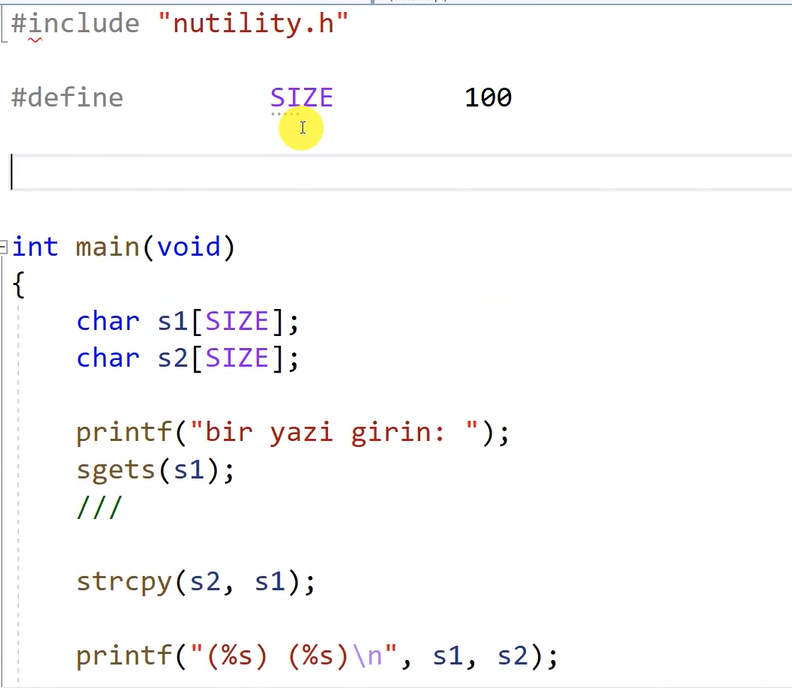 #include "nutility.h"
#define SIZE 100
int main(void)
{
char s1[SIZE];
char s2[SIZE];
printf("bir yazi girin: ");
sgets(s1);
///
strcpy(s2, s1);
printf("(%s) (%s)\n", s1, s2);